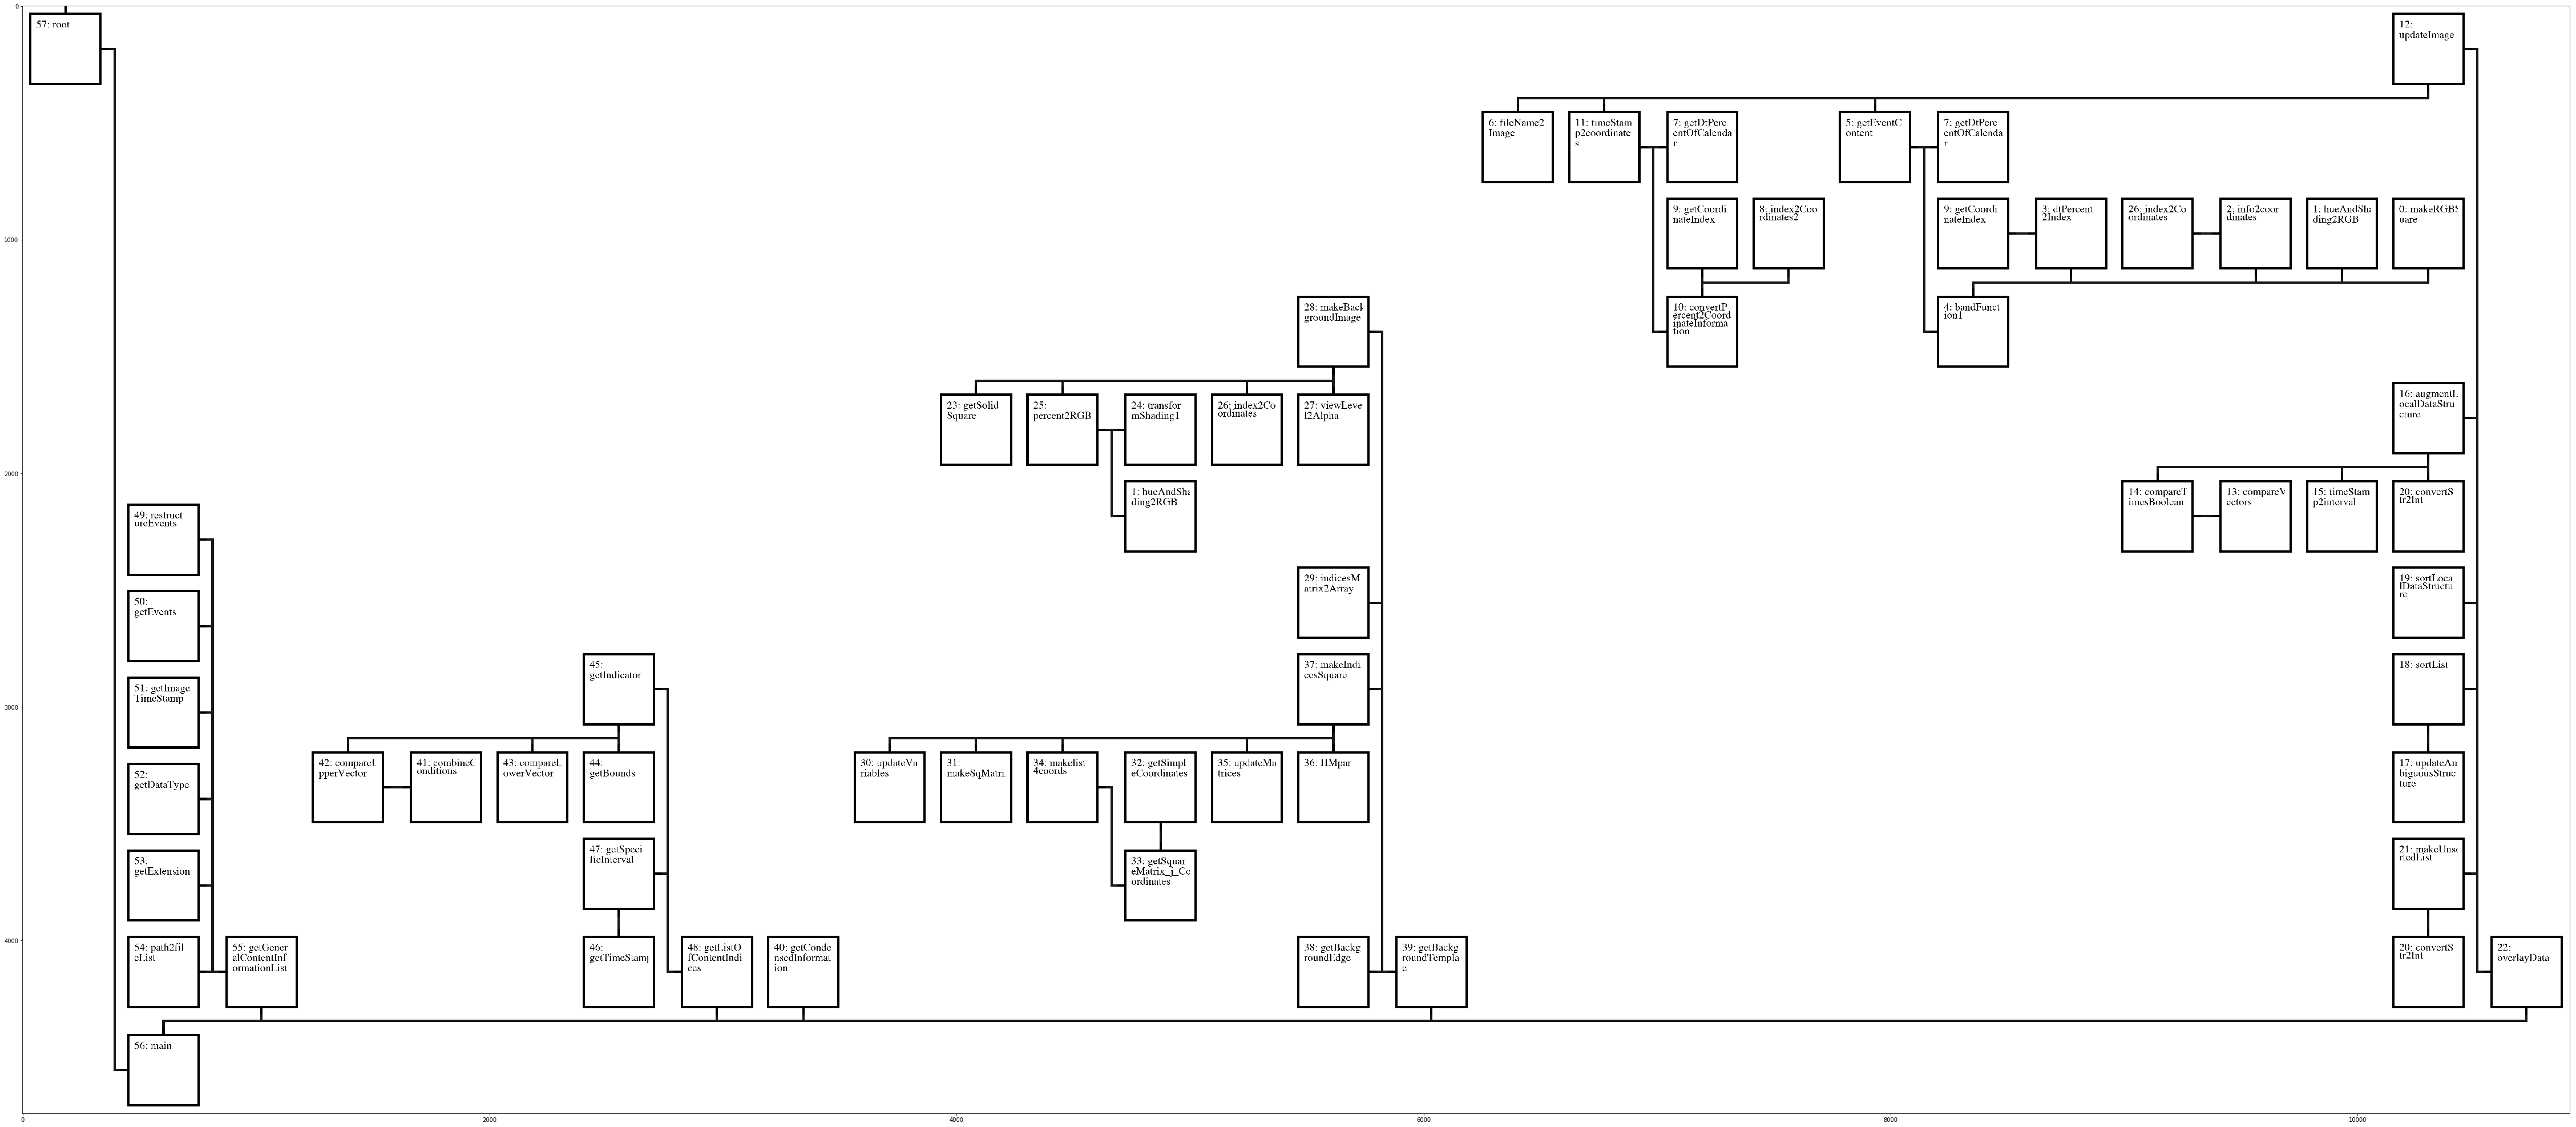 0
57: root
12:
updateImage
6: fileName2
Image
11: timeStam
p2coordinate
s
7: getDtPerc
entOfCalenda
r
5: getEventC
ontent
7: getDtPerc
entOfCalenda
r
9: getCoordi
nateIndex
8: index2Coo
rdinates2
9: getCoordi
nateIndex
3: dtPercent
2Index
26: index2Co
ordinates
2: info2coor
dinates
1: hueAndSha
ding2RGB
0: makeRGBS
uare
1000
28: makeBack
groundImage
10: convertP
ercent2Coord
inateInforma
tion
4: bandFunct
ion1
23: getSolid
Square
25:
percent2RGB
24: transfor
mShading1
26: index2Co
ordinates
27: viewLeve
l2Alpha
16: augmentL
ocalDataStru
cture
2000
1: hueAndSha
ding2RGB
14: compareT
imesBoolean
13: compareV
ectors
15: timeStam
p2interval
20: convertS
tr2Int
49: restruct
ureEvents
50:
getEvents
29: indicesM
atrix2Array
19: sortLoca
lDataStructu
re
51: getImage
TimeStamp
45:
getIndicator
37: makeIndi
cesSquare
18: sortList
3000
52:
getDataType
42: compareU
pperVector
41: combineC
onditions
43: compareL
owerVector
44:
getBounds
30: updateVa
riables
31:
makeSqMatri
34: makelist
4coords
32: getSimpl
eCoordinates
35: updateMa
trices
36: HMpar
17: updateAm
biguousStruc
ture
53:
getExtension
47: getSpeci
ficInterval
33: getSquar
eMatrix_j_Co
ordinates
21: makeUnso
rtedList
4000
54: path2fil
eList
55: getGener
alContentInf
ormationList
46:
getTimeStamp
48: getListO
fContentIndi
ces
40: getConde
nsedInformat
ion
38: getBackg
roundEdge
39: getBackg
roundTemplat
e
20: convertS
tr2Int
22:
overlayData
56: main
0
2000
4000
6000
8000
10000